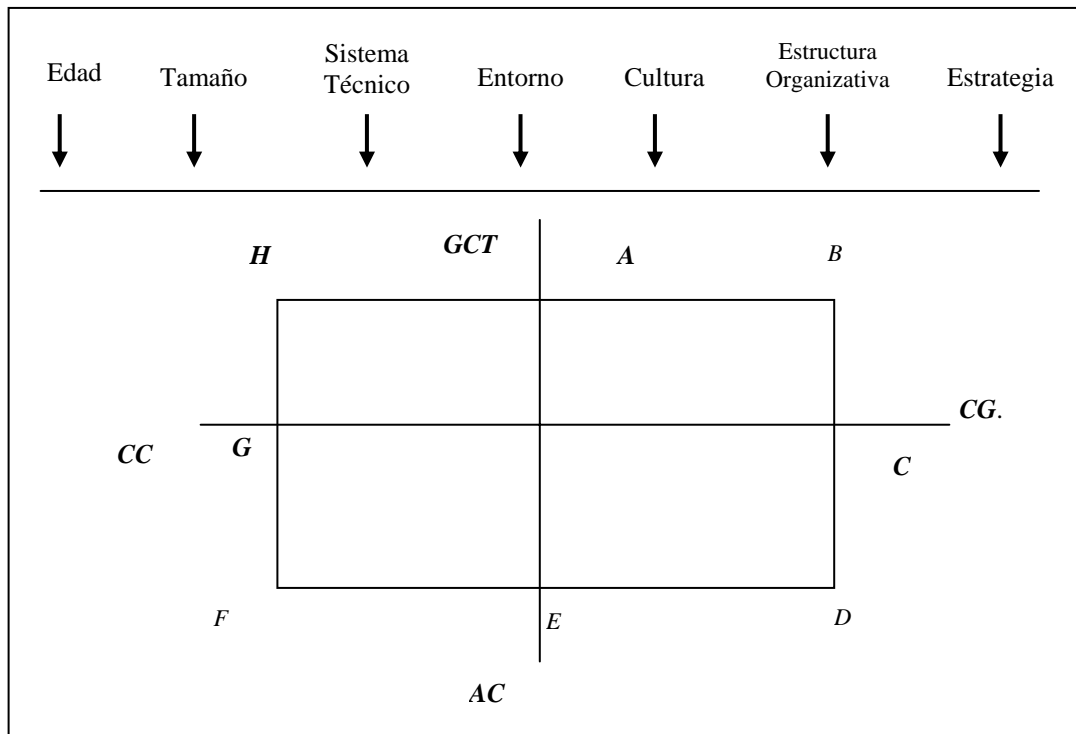 Edad
Tamaño
Sistema
Técnico
Entorno
Cultura
Estructura
Organizativa
Estrategia
H
GCT
A
B
CG.
CC
G
C
F
E
D
AC